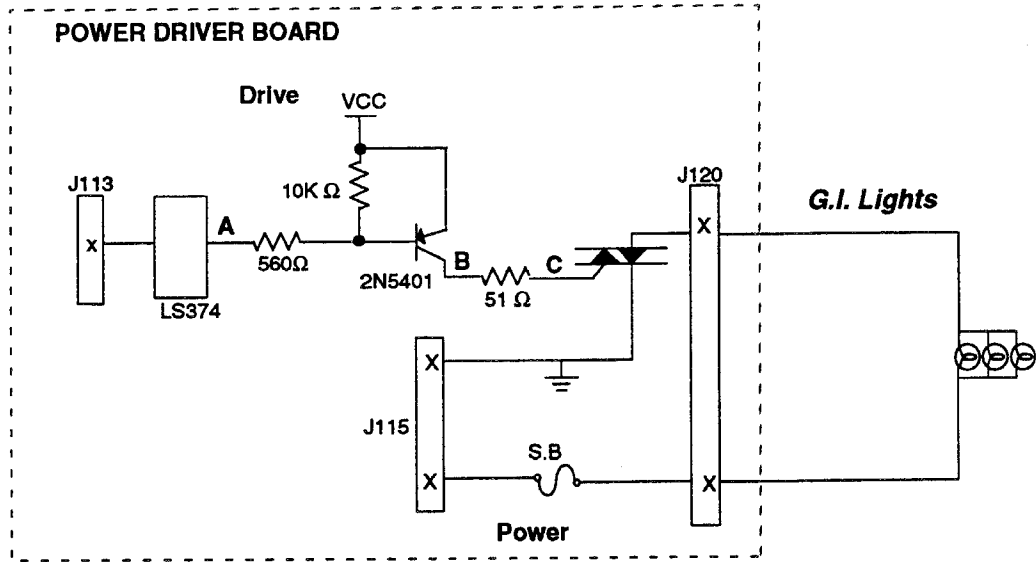 POWER DRIVER BOARD
Drive
VCC
J113
10K Ω
J120
G.I. Lights
x
A
X
560Ω
B
C
2N5401
51 Ω
LS374
X
J115
S.B
X
X
Power